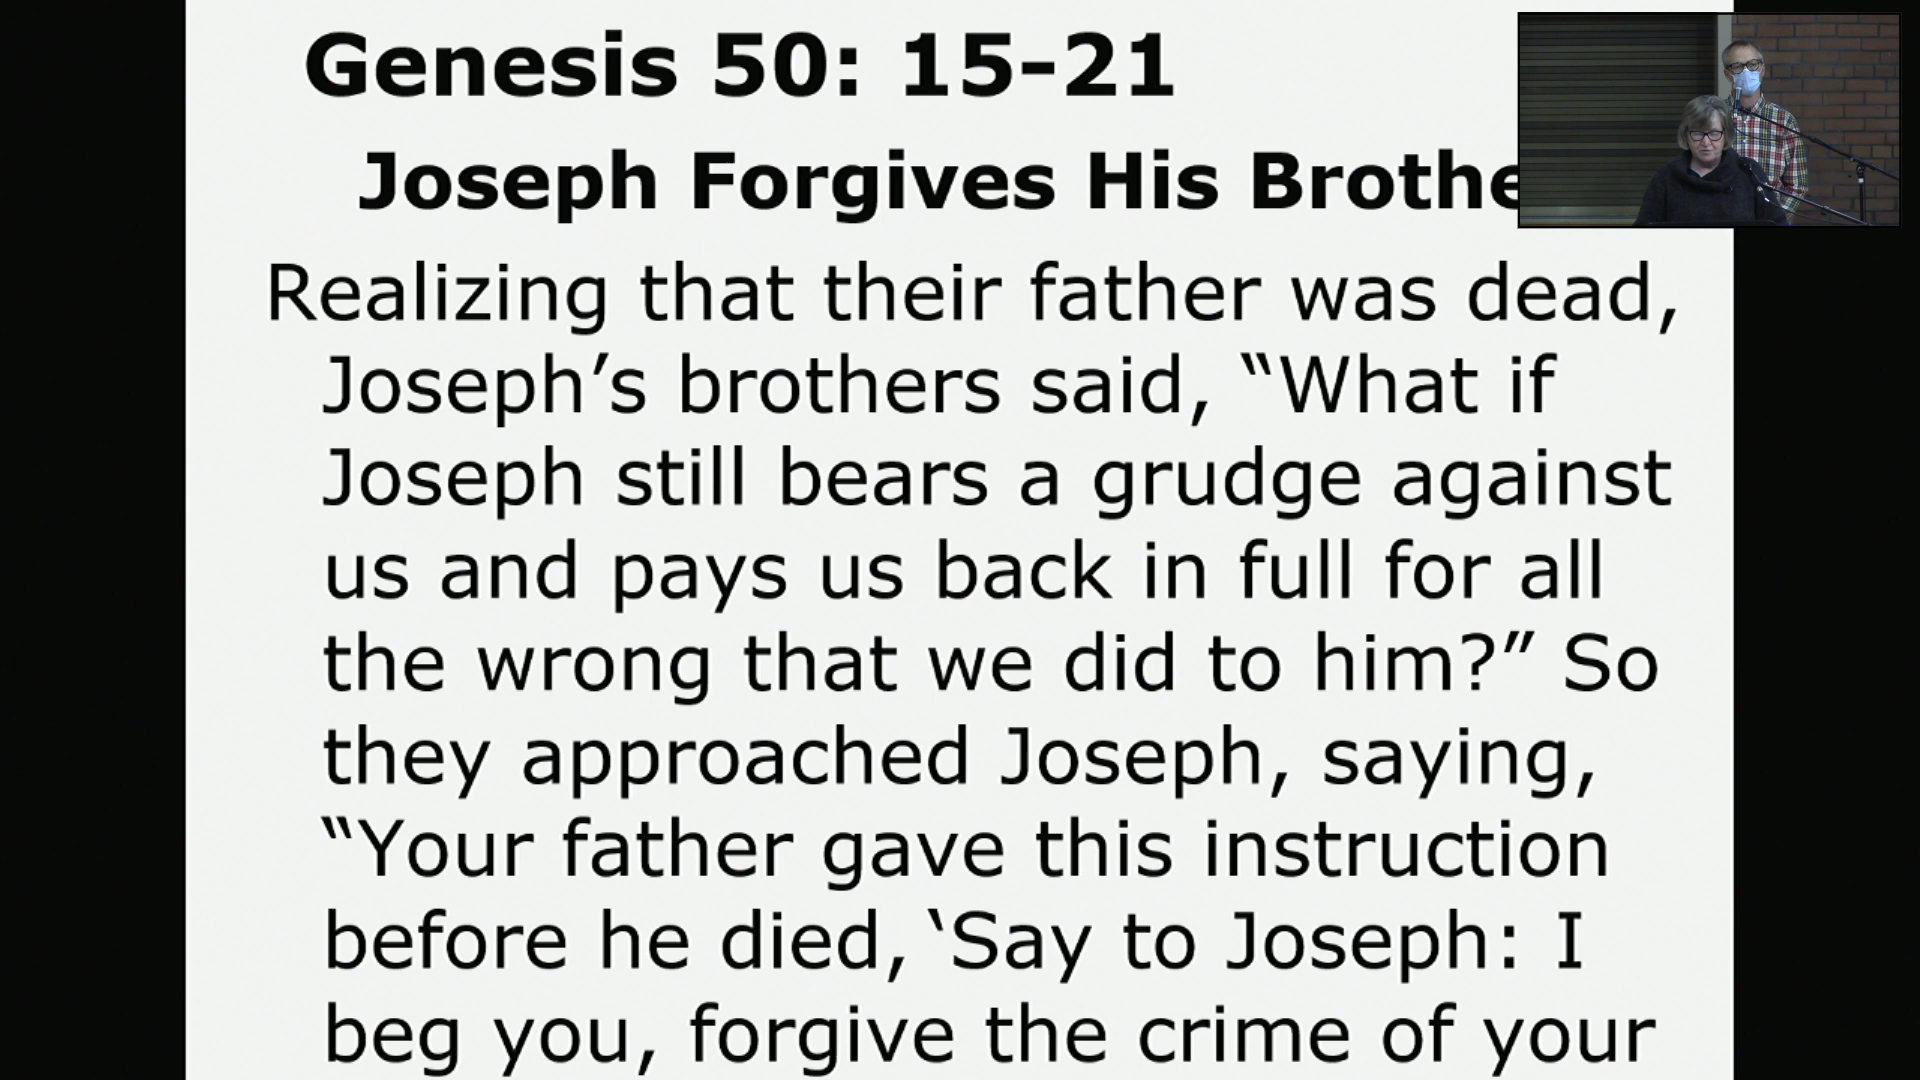 Genesis 50: 15-21
Joseph Forgives His Brothe
Realizing that their father was dead,
Joseph’s brothers said, “What if
Joseph still bears a grudge against
us and pays us back in full for all
the wrong that we did to him?” So
they approached Joseph, saying,
“Your father gave this instruction
before he died, ‘Say to Joseph: I
beg you, forgive the crime of your